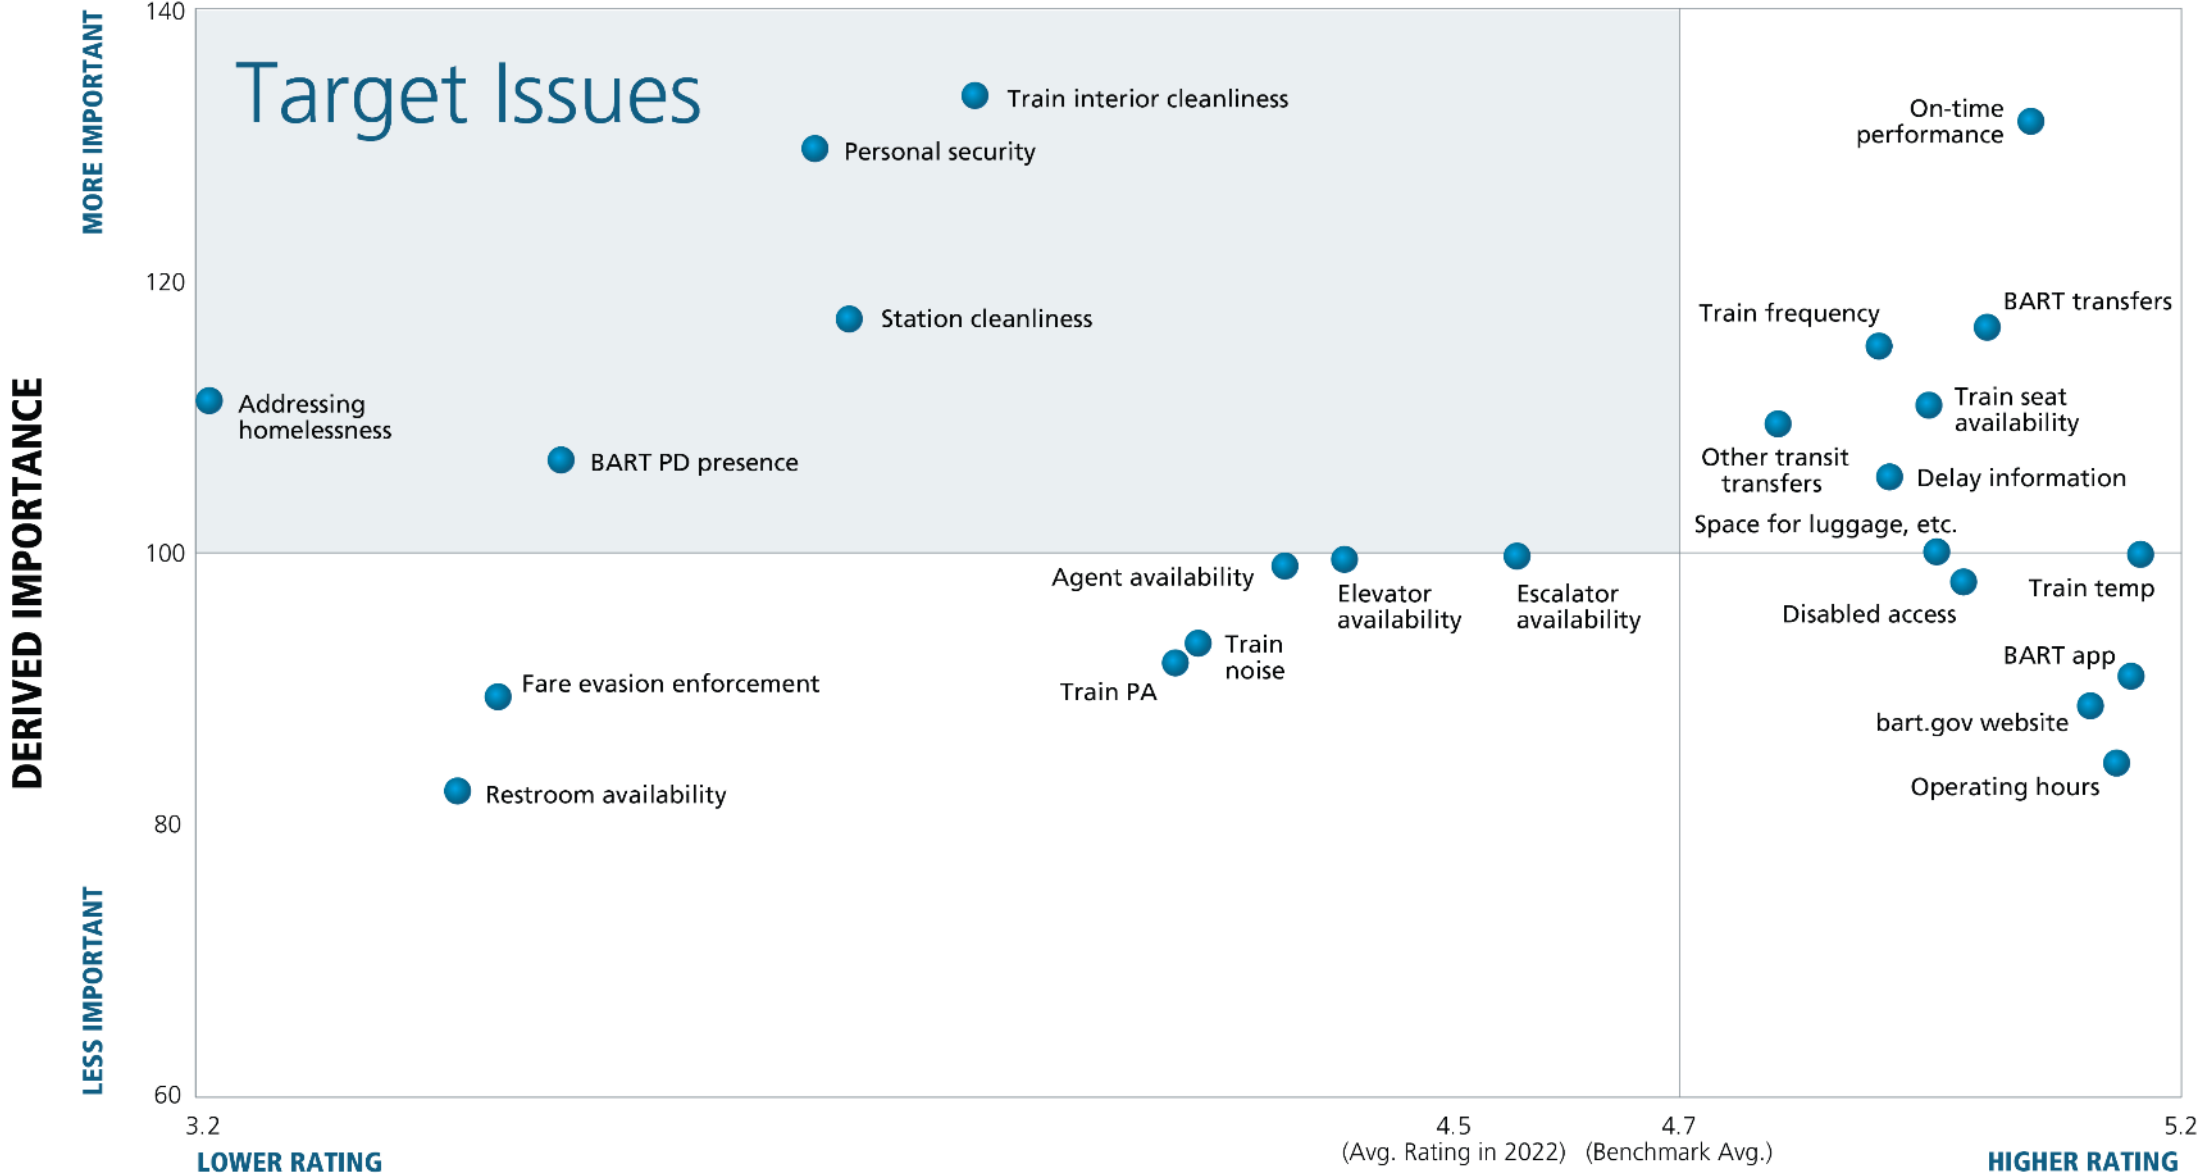 140
MORE IMPORTANT
Target Issues
Train interior cleanliness
On-time
performance
Personal security
120
BART transfers
Train frequency
Station cleanliness
DERIVED IMPORTANCE
Addressing
homelessness
Train seat
availability
BART PD presence
Other transit
transfers
Delay information
Space for luggage, etc.
100
Agent availability
Elevator
availability
Escalator
availability
Train temp
Disabled access
Train
noise
Train PA
BART app
Fare evasion enforcement
bart.gov website
Operating hours
Restroom availability
80
LESS IMPORTANT
60
3.2
4.5
4.7
5.2
(Avg. Rating in 2022)
(Benchmark Avg.)
LOWER RATING
HIGHER RATING